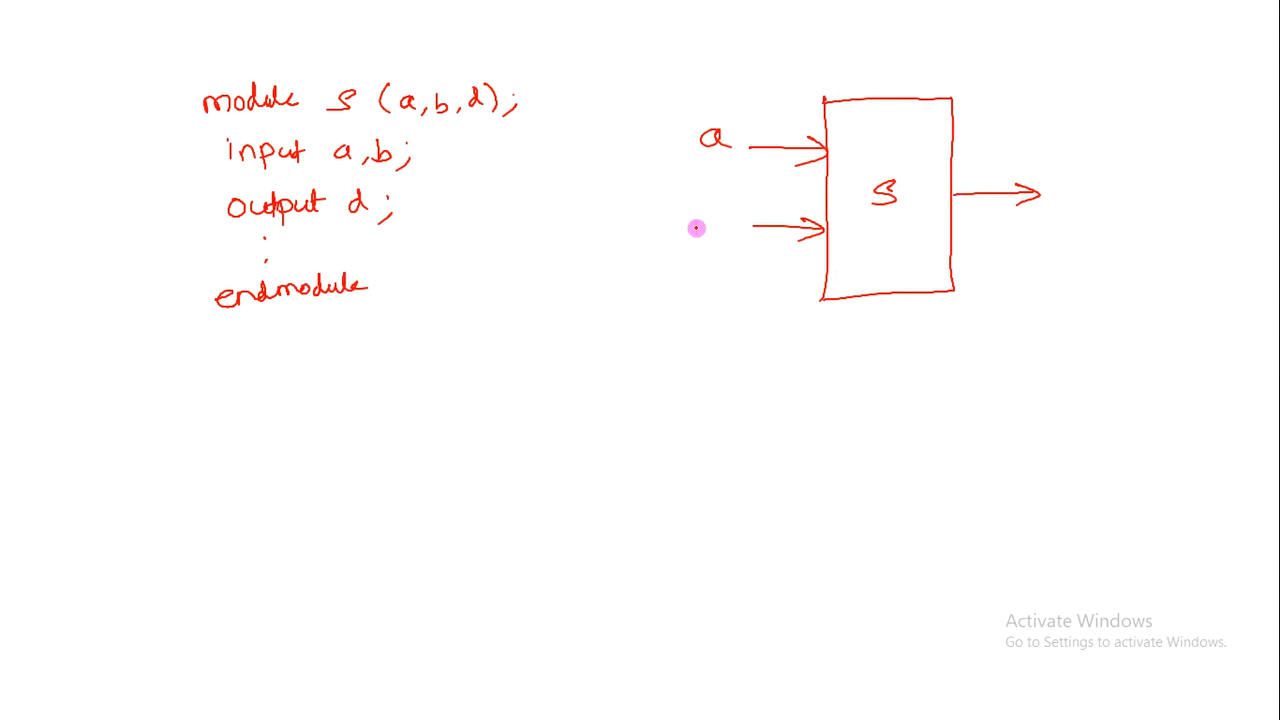 module S (a,b,d);
input a,b;
output d;
:
endmodule
a
S
Activate Windows
Go to Settings to activate Windows.